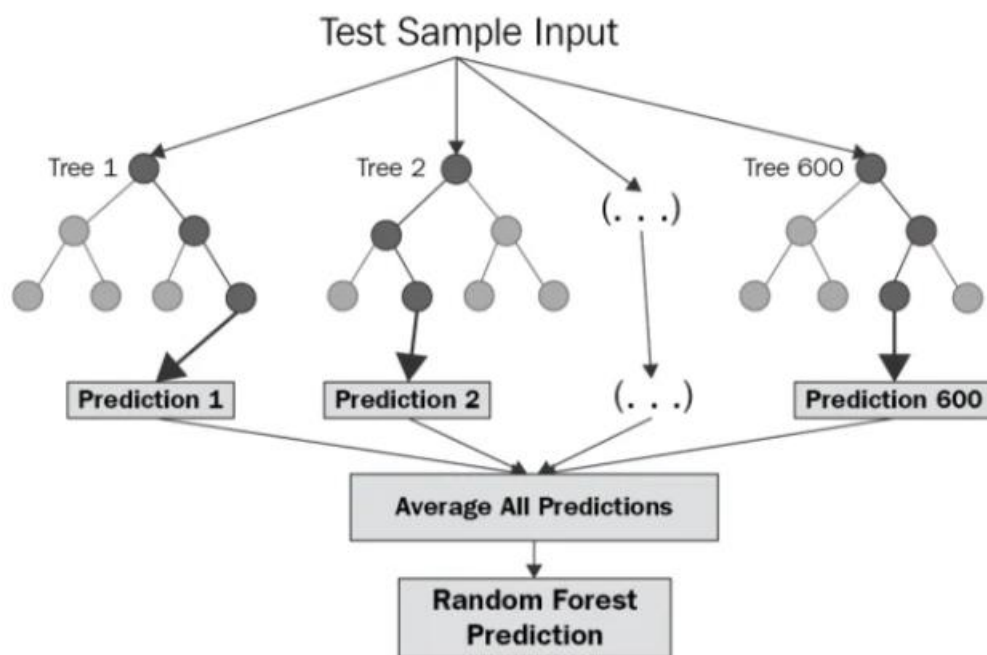 Test Sample Input
Tree 1
Tree 2
Tree 600
(. . .)
Prediction 1
Prediction 2
(. . .)
Prediction 600
Average All Predictions
Random Forest
Prediction